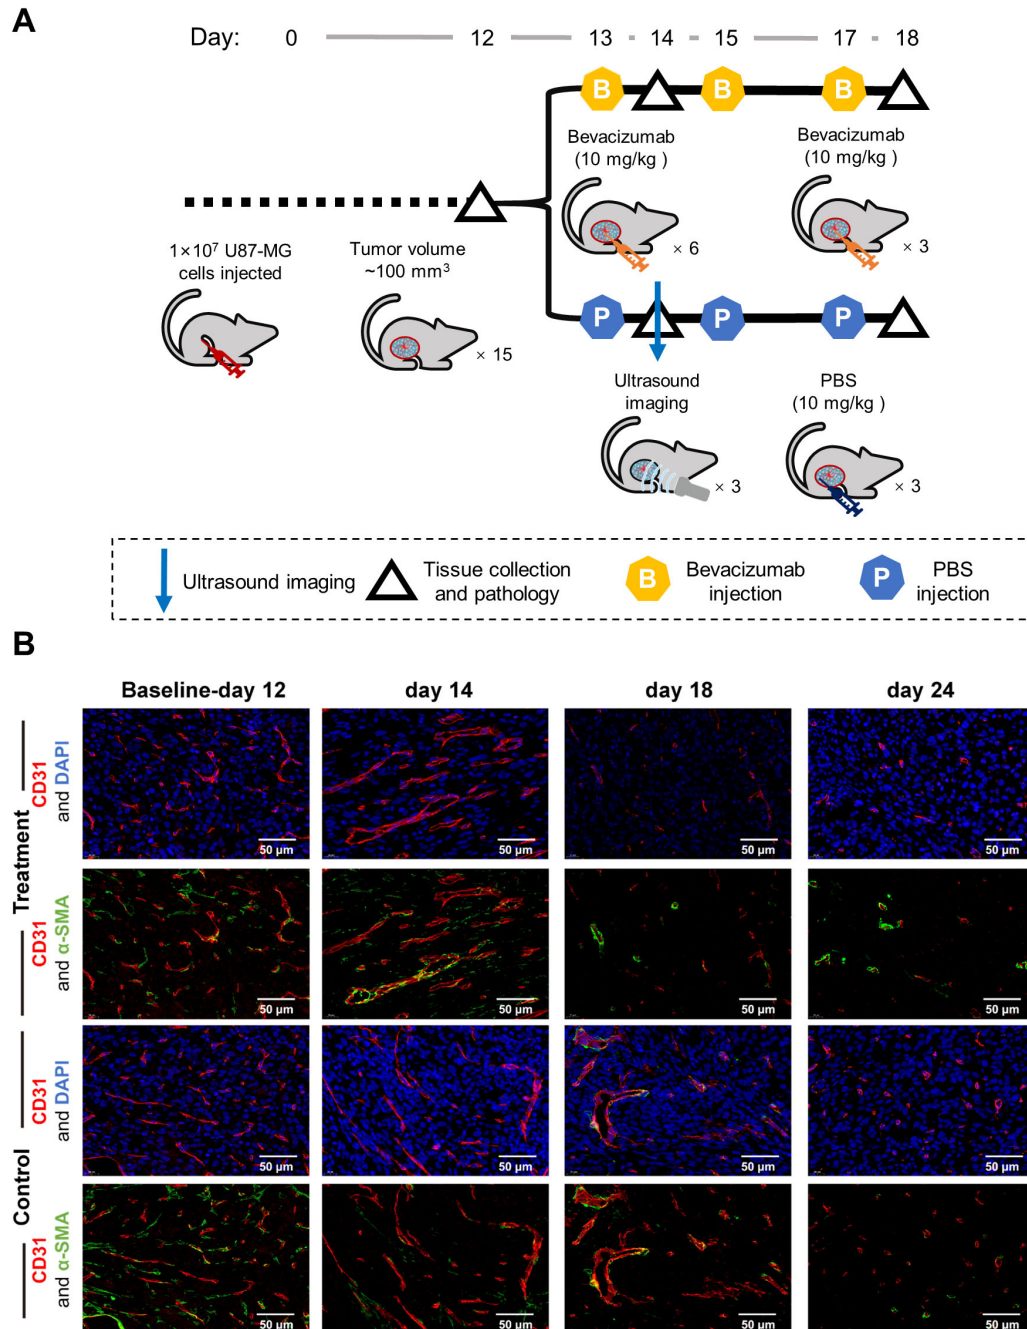 A
Day: 0 12 13 14 15 17 18
B B B
Bevacizumab
(10 mg/kg )
Bevacizumab
(10 mg/kg )
× 6
× 3
1×10⁷ U87-MG
cells injected
Tumor volume
~100 mm³
× 15
P P P
Ultrasound
imaging
PBS
(10 mg/kg )
× 3
× 3
Ultrasound imaging
Tissue collection
and pathology
B
Bevacizumab
injection
P
PBS
injection
B
Baseline-day 12 day 14 day 18 day 24
Treatment
CD31
and DAPI
50 µm 50 µm 50 µm 50 µm
CD31
and α-SMA
50 µm 50 µm 50 µm 50 µm
Control
CD31
and DAPI
50 µm 50 µm 50 µm 50 µm
CD31
and α-SMA
50 µm 50 µm 50 µm 50 µm